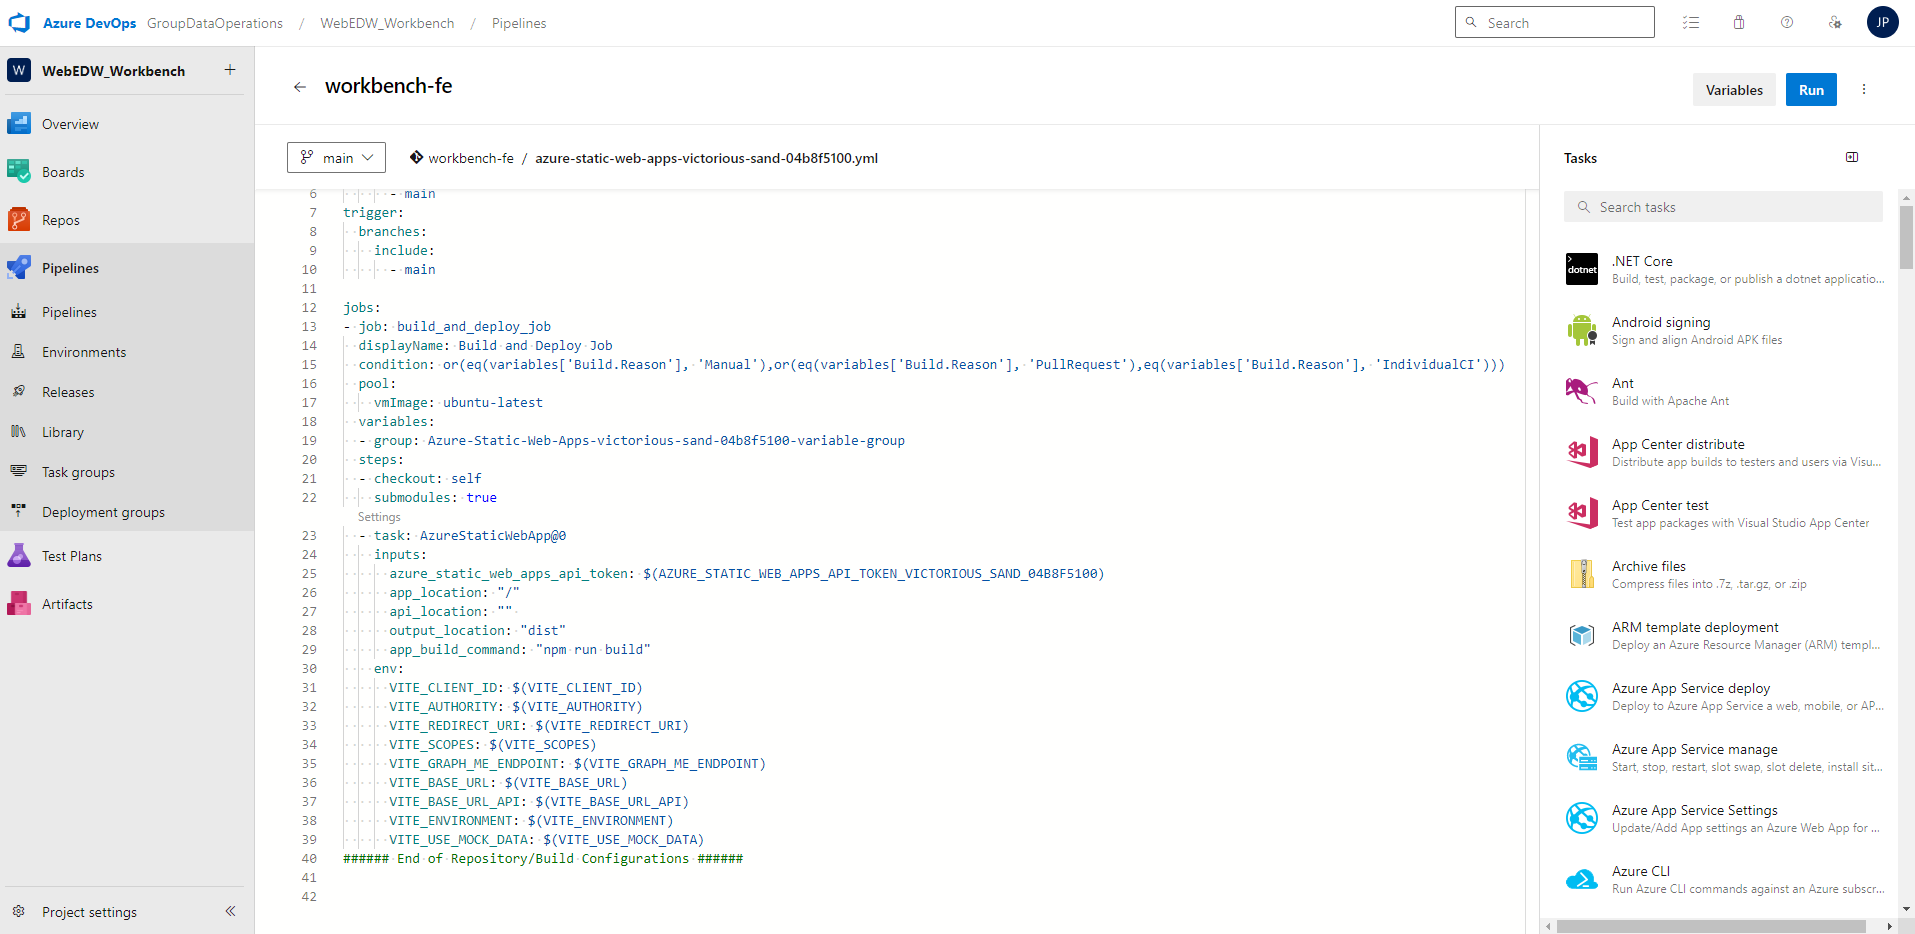 Azure DevOps GroupDataOperations / WebEDW_Workbench / Pipelines Search JP
W WebEDW_Workbench +
Overview
Boards
Repos
Pipelines
Pipelines
Environments
Releases
Library
Task groups
Deployment groups
Test Plans
Artifacts
Project settings
workbench-fe
Variables Run
main workbench-fe / azure-static-web-apps-victorious-sand-04b8f5100.yml
6 - main
7 trigger:
8 branches:
9 include:
10 - main
11
12 jobs:
13 - job: build_and_deploy_job
14 displayName: Build and Deploy Job
15 condition: or(eq(variables['Build.Reason'], 'Manual'),or(eq(variables['Build.Reason'], 'PullRequest'),eq(variables['Build.Reason'], 'IndividualCI')))
16 pool:
17 vmImage: ubuntu-latest
18 variables:
19 - group: Azure-Static-Web-Apps-victorious-sand-04b8f5100-variable-group
20 steps:
21 - checkout: self
22 submodules: true
Settings
23 - task: AzureStaticWebApp@0
24 inputs:
25 azure_static_web_apps_api_token: $(AZURE_STATIC_WEB_APPS_API_TOKEN_VICTORIOUS_SAND_04B8F5100)
26 app_location: "/"
27 api_location: ""
28 output_location: "dist"
29 app_build_command: "npm run build"
30 env:
31 VITE_CLIENT_ID: $(VITE_CLIENT_ID)
32 VITE_AUTHORITY: $(VITE_AUTHORITY)
33 VITE_REDIRECT_URI: $(VITE_REDIRECT_URI)
34 VITE_SCOPES: $(VITE_SCOPES)
35 VITE_GRAPH_ME_ENDPOINT: $(VITE_GRAPH_ME_ENDPOINT)
36 VITE_BASE_URL: $(VITE_BASE_URL)
37 VITE_BASE_URL_API: $(VITE_BASE_URL_API)
38 VITE_ENVIRONMENT: $(VITE_ENVIRONMENT)
39 VITE_USE_MOCK_DATA: $(VITE_USE_MOCK_DATA)
40 ###### End of Repository/Build Configurations ######
41
42
Tasks
Search tasks
dotnet
.NET Core
Build, test, package, or publish a dotnet applicatio...
Android signing
Sign and align Android APK files
Ant
Build with Apache Ant
App Center distribute
Distribute app builds to testers and users via Visu...
App Center test
Test app packages with Visual Studio App Center
Archive files
Compress files into .7z, .tar.gz, or .zip
ARM template deployment
Deploy an Azure Resource Manager (ARM) templ...
Azure App Service deploy
Deploy to Azure App Service a web, mobile, or AP...
Azure App Service manage
Start, stop, restart, slot swap, slot delete, install sit...
Azure App Service Settings
Update/Add App settings an Azure Web App for ...
Azure CLI
Run Azure CLI commands against an Azure subscr...